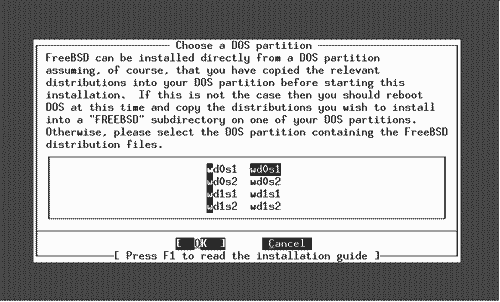 Choose a DOS partition
FreeBSD can be installed directly from a DOS partition
assuming, of course, that you have copied the relevant
distributions into your DOS partition before starting this
installation. If this is not the case then you should reboot
DOS at this time and copy the distributions you wish to install
into a "FREEBSD" subdirectory on one of your DOS partitions.
Otherwise, please select the DOS partition containing the FreeBSD
distribution files.
wd0s1 wd0s1
wd0s2 wd0s2
wd1s1 wd1s1
wd1s2 wd1s2
[ OK ] Cancel
[ Press F1 to read the installation guide ]